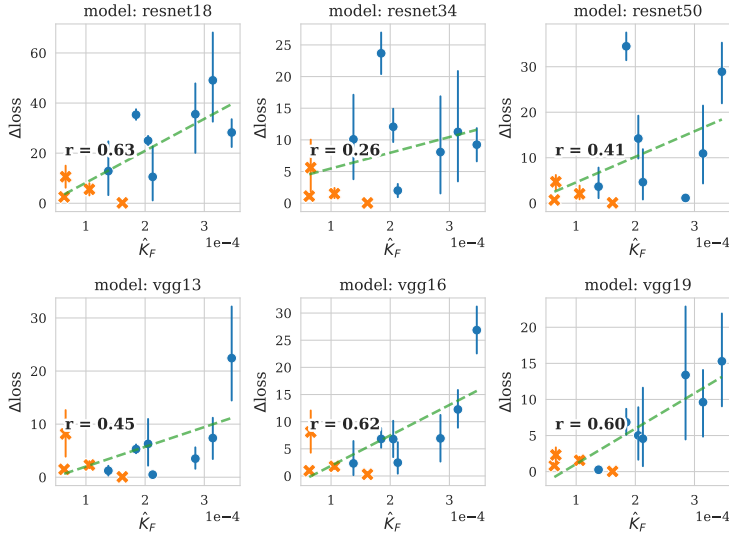 model: resnet18
model: resnet34
model: resnet50
Δloss
60
40
20
0
r = 0.63
1
2
3
1e−4
K̂_F
Δloss
25
20
15
10
5
0
r = 0.26
1
2
3
1e−4
K̂_F
Δloss
30
20
10
0
r = 0.41
1
2
3
1e−4
K̂_F
model: vgg13
model: vgg16
model: vgg19
Δloss
30
20
10
0
r = 0.45
1
2
3
1e−4
K̂_F
Δloss
30
25
20
15
10
5
0
r = 0.62
1
2
3
1e−4
K̂_F
Δloss
20
15
10
5
0
r = 0.60
1
2
3
1e−4
K̂_F